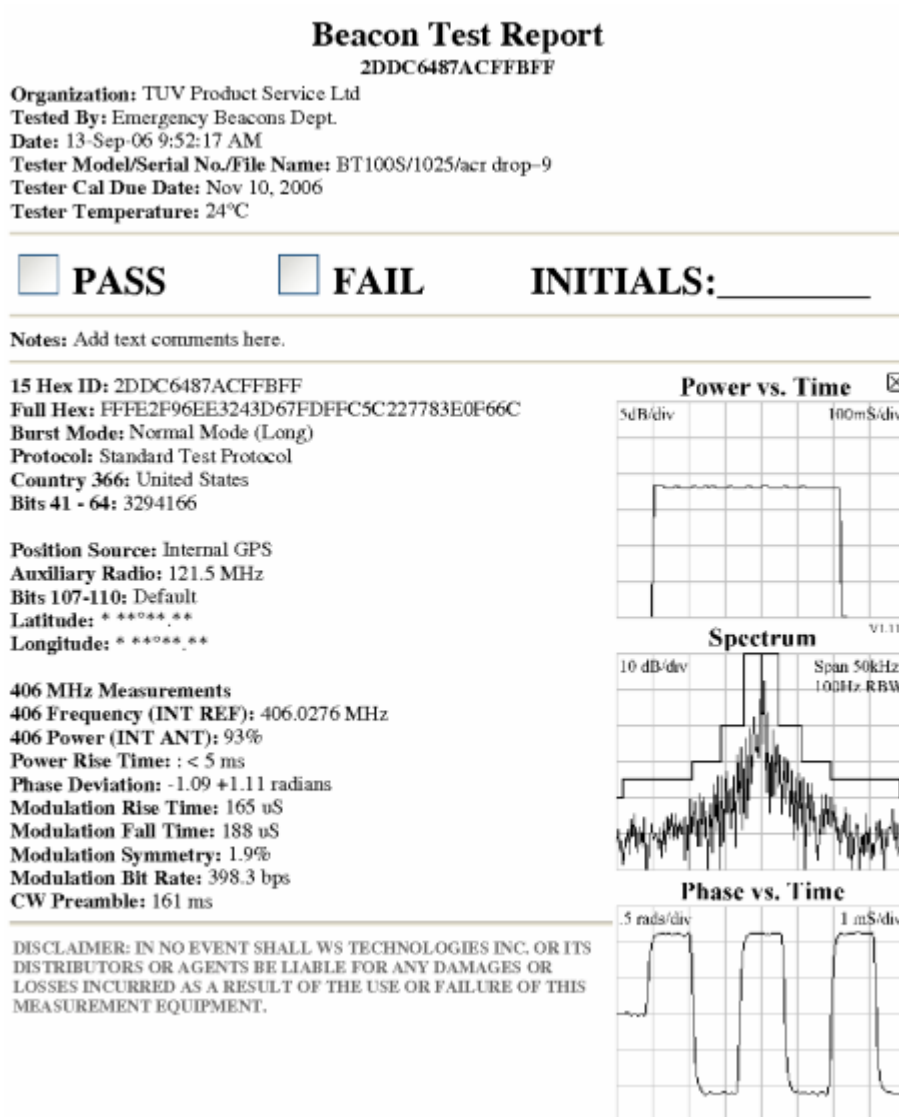 Beacon Test Report
2DDC6487ACFFBFF
Organization: TUV Product Service Ltd
Tested By: Emergency Beacons Dept.
Date: 13-Sep-06 9:52:17 AM
Tester Model/Serial No./File Name: BT100S/1025/acr drop-9
Tester Cal Due Date: Nov 10, 2006
Tester Temperature: 24°C
PASS FAIL INITIALS:________
Notes: Add text comments here.
15 Hex ID: 2DDC6487ACFFBFF
Full Hex: FFFE2F96EE3243D67FDFFC5C227783E0F66C
Burst Mode: Normal Mode (Long)
Protocol: Standard Test Protocol
Country 366: United States
Bits 41 - 64: 3294166
Position Source: Internal GPS
Auxiliary Radio: 121.5 MHz
Bits 107-110: Default
Latitude: * **°**.**
Longitude: * **°**.**
406 MHz Measurements
406 Frequency (INT REF): 406.0276 MHz
406 Power (INT ANT): 93%
Power Rise Time: : < 5 ms
Phase Deviation: -1.09 +1.11 radians
Modulation Rise Time: 165 uS
Modulation Fall Time: 188 uS
Modulation Symmetry: 1.9%
Modulation Bit Rate: 398.3 bps
CW Preamble: 161 ms
DISCLAIMER: IN NO EVENT SHALL WS TECHNOLOGIES INC. OR ITS
DISTRIBUTORS OR AGENTS BE LIABLE FOR ANY DAMAGES OR
LOSSES INCURRED AS A RESULT OF THE USE OR FAILURE OF THIS
MEASUREMENT EQUIPMENT.
Power vs. Time
5dB/div 100mS/div
V1.11
Spectrum
10 dB/div Span 50kHz
100Hz RBW
Phase vs. Time
.5 rads/div 1 mS/div